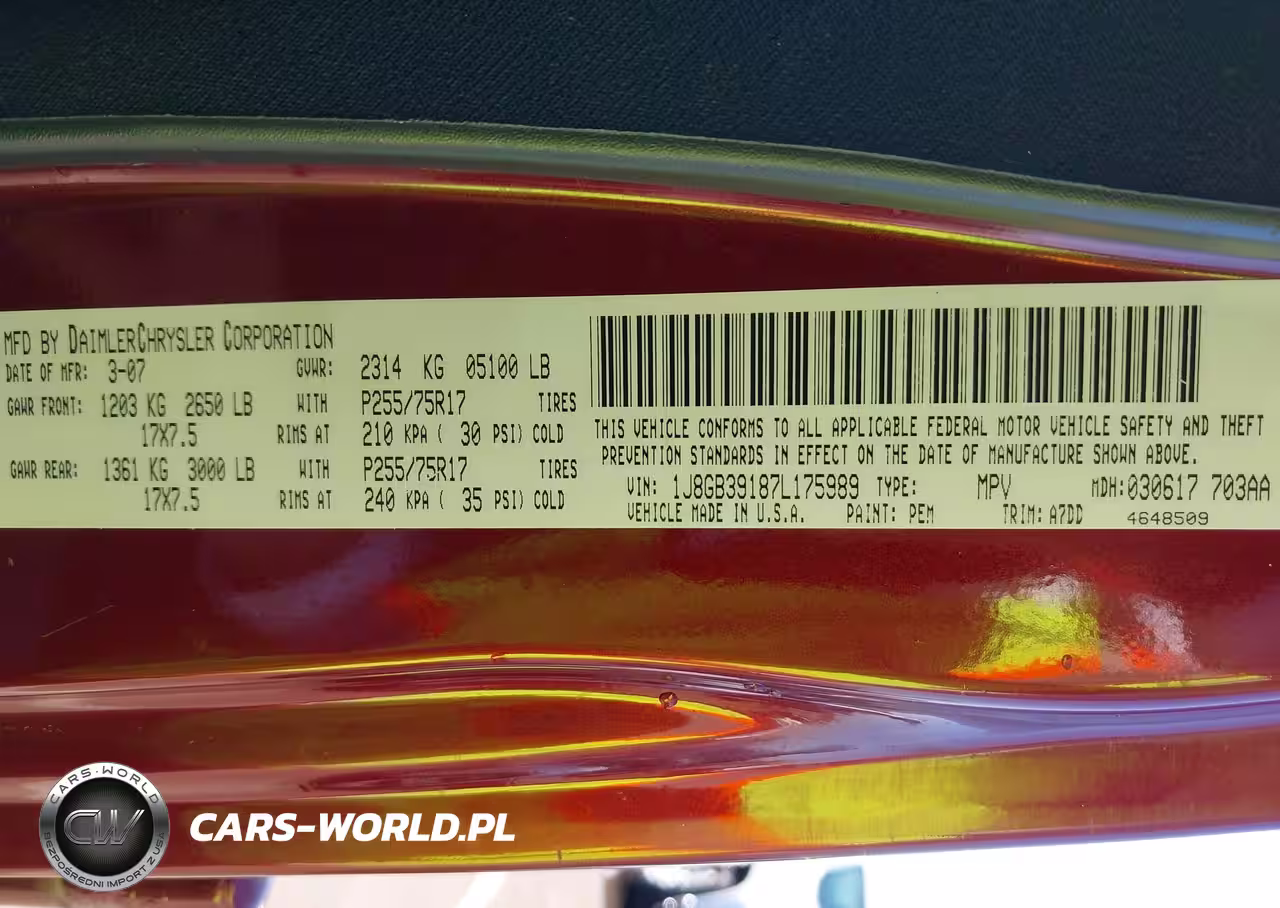 MFD BY DAIMLERCHRYSLER CORPORATION
DATE OF MFR: 3-07 GVWR: 2314 KG 05100 LB
GAWR FRONT: 1203 KG 2650 LB WITH P255/75R17 TIRES
17X7.5 RIMS AT 210 KPA ( 30 PSI) COLD
GAWR REAR: 1361 KG 3000 LB WITH P255/75R17 TIRES
17X7.5 RIMS AT 240 KPA ( 35 PSI) COLD
THIS VEHICLE CONFORMS TO ALL APPLICABLE FEDERAL MOTOR VEHICLE SAFETY AND THEFT
PREVENTION STANDARDS IN EFFECT ON THE DATE OF MANUFACTURE SHOWN ABOVE.
VIN: 1J8GB39187L175989 TYPE: MPV MDH:030617 703AA
VEHICLE MADE IN U.S.A. PAINT: PEM TRIM: A7DD 4648509
CARS-WORLD
CW
BEZPOŚREDNI IMPORT Z USA
CARS-WORLD.PL